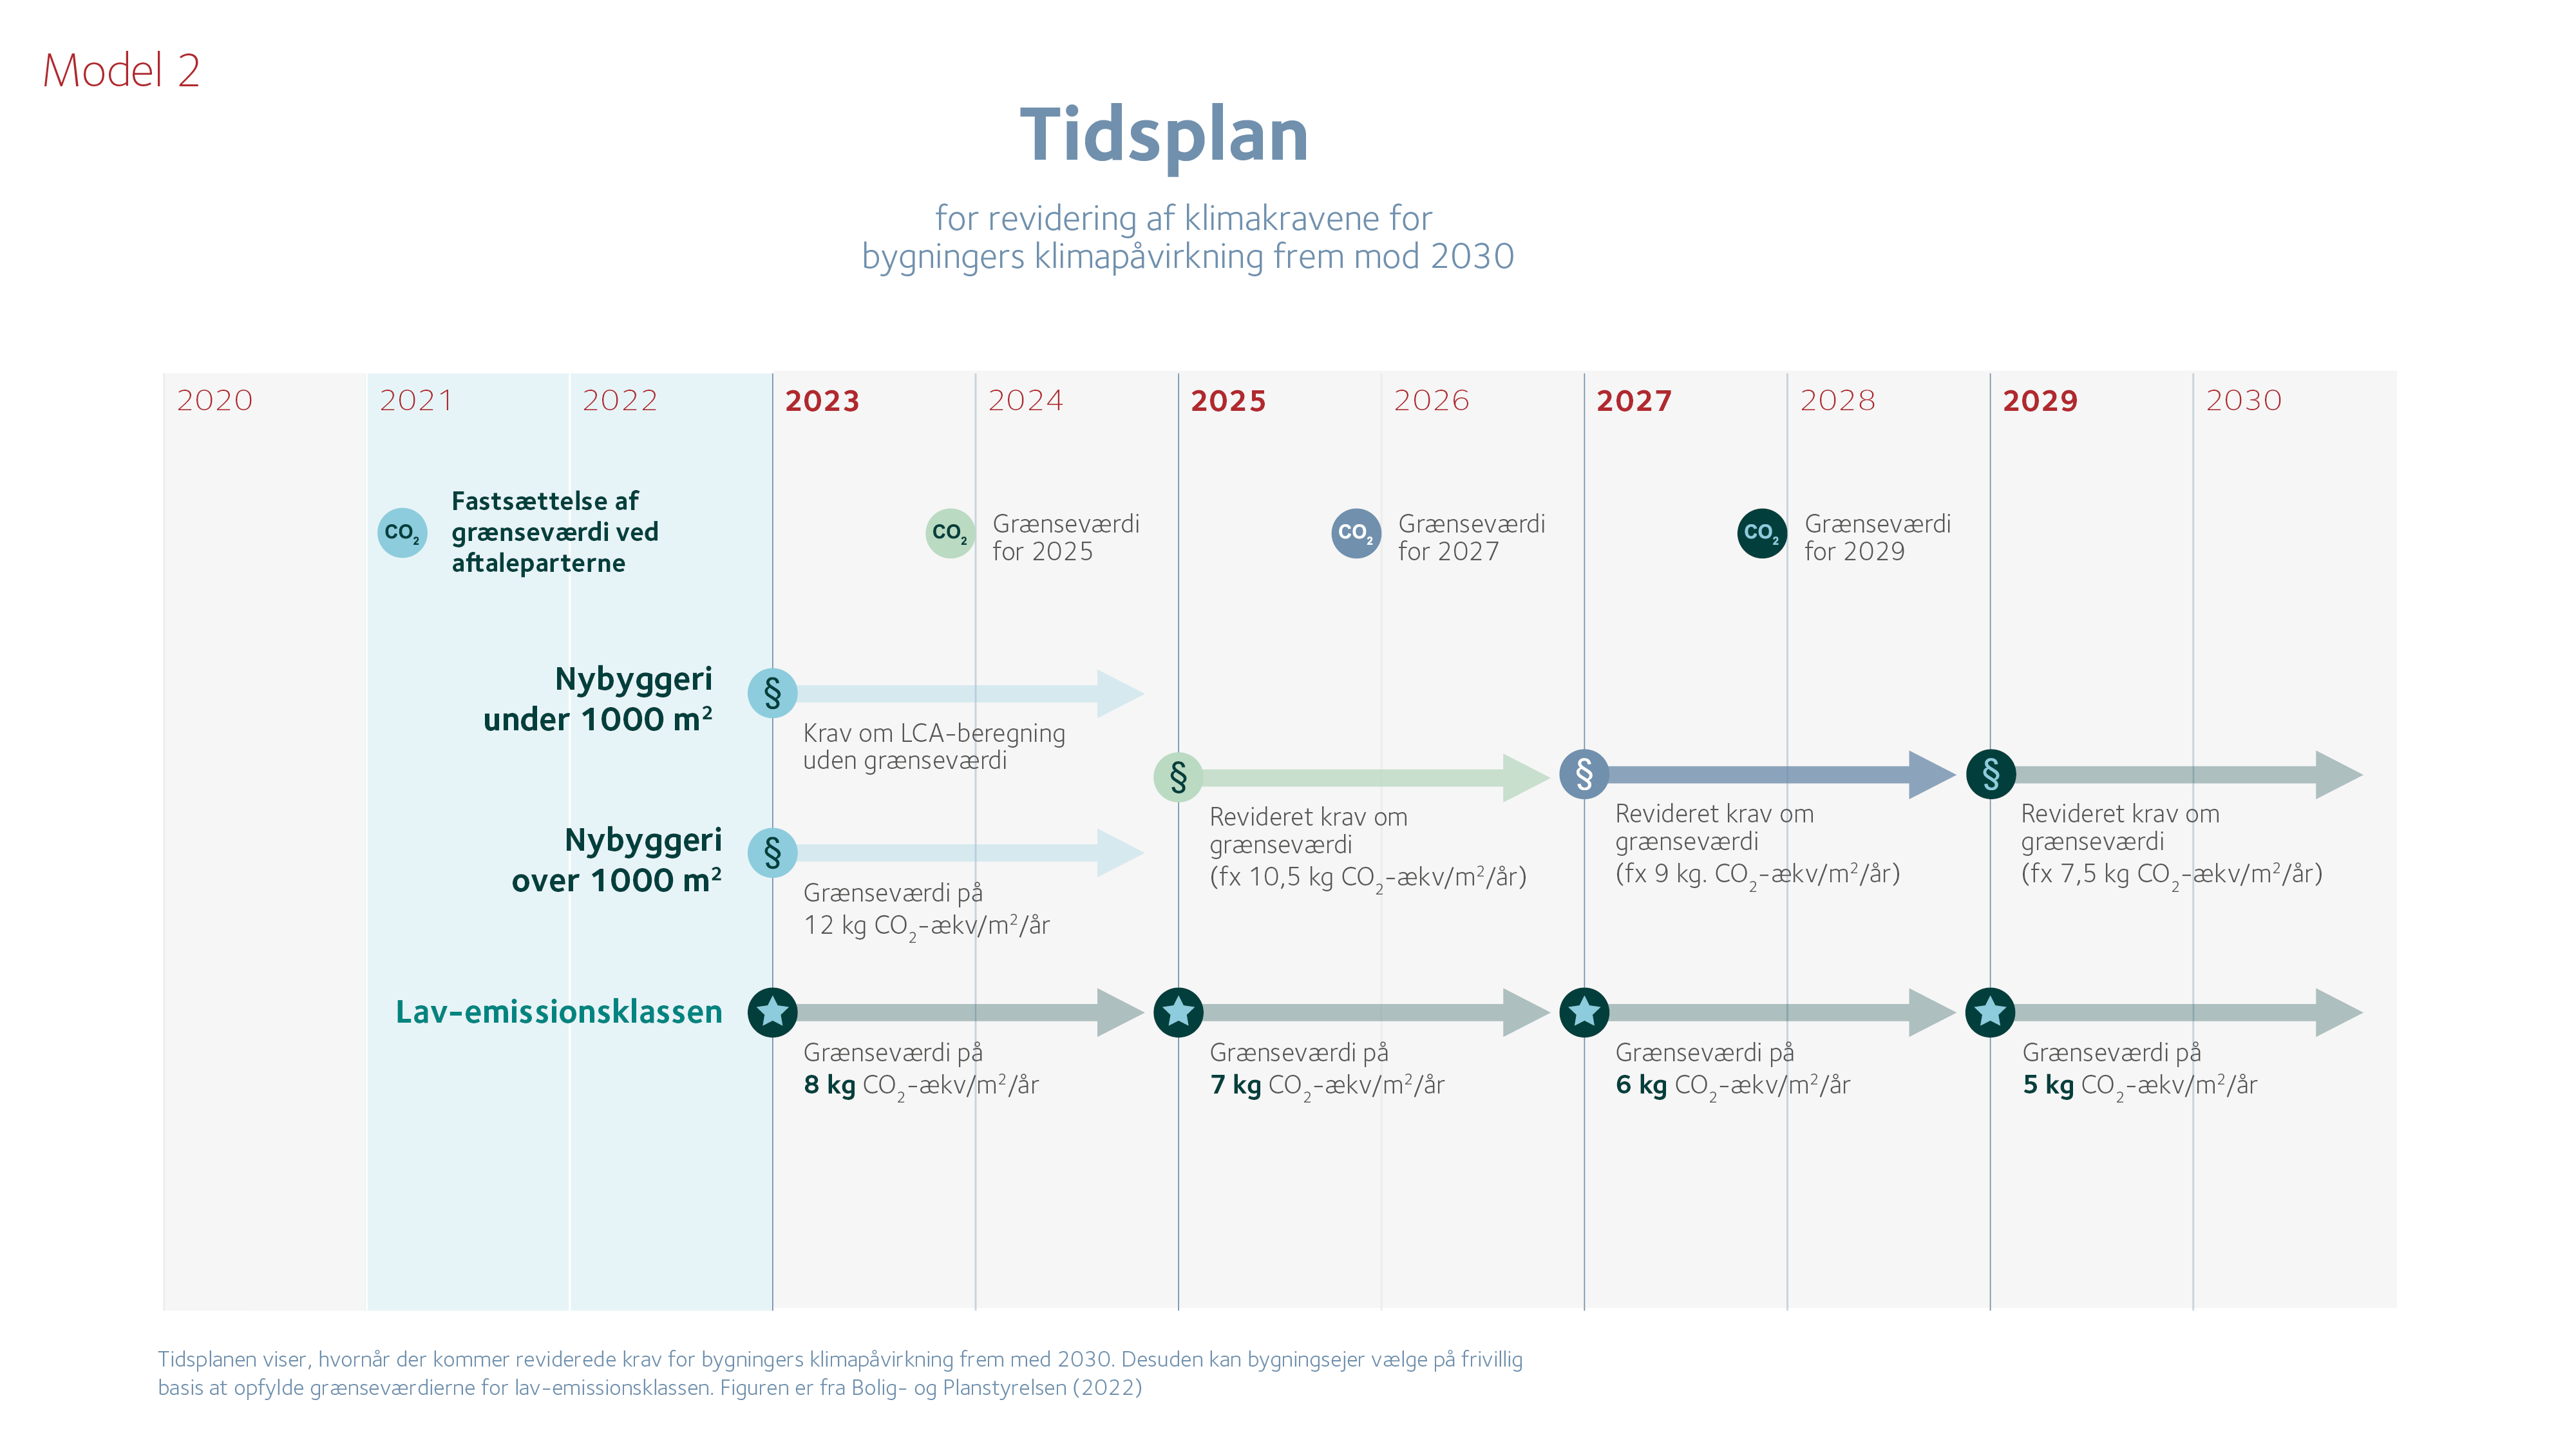 Model 2
Tidsplan
for revidering af klimakravene for
bygningers klimapåvirkning frem mod 2030
2020
2021
2022
2023
2024
2025
2026
2027
2028
2029
2030
CO₂
Fastsættelse af
grænseværdi ved
aftaleparterne
CO₂
Grænseværdi
for 2025
CO₂
Grænseværdi
for 2027
CO₂
Grænseværdi
for 2029
Nybyggeri
under 1000 m²
§
Krav om LCA-beregning
uden grænseværdi
Nybyggeri
over 1000 m²
§
Grænseværdi på
12 kg CO₂-ækv/m²/år
§
Revideret krav om
grænseværdi
(fx 10,5 kg CO₂-ækv/m²/år)
§
Revideret krav om
grænseværdi
(fx 9 kg. CO₂-ækv/m²/år)
§
Revideret krav om
grænseværdi
(fx 7,5 kg CO₂-ækv/m²/år)
Lav-emissionsklassen
Grænseværdi på
8 kg CO₂-ækv/m²/år
Grænseværdi på
7 kg CO₂-ækv/m²/år
Grænseværdi på
6 kg CO₂-ækv/m²/år
Grænseværdi på
5 kg CO₂-ækv/m²/år
Tidsplanen viser, hvornår der kommer reviderede krav for bygningers klimapåvirkning frem med 2030. Desuden kan bygningsejer vælge på frivillig
basis at opfylde grænseværdierne for lav-emissionsklassen. Figuren er fra Bolig- og Planstyrelsen (2022)